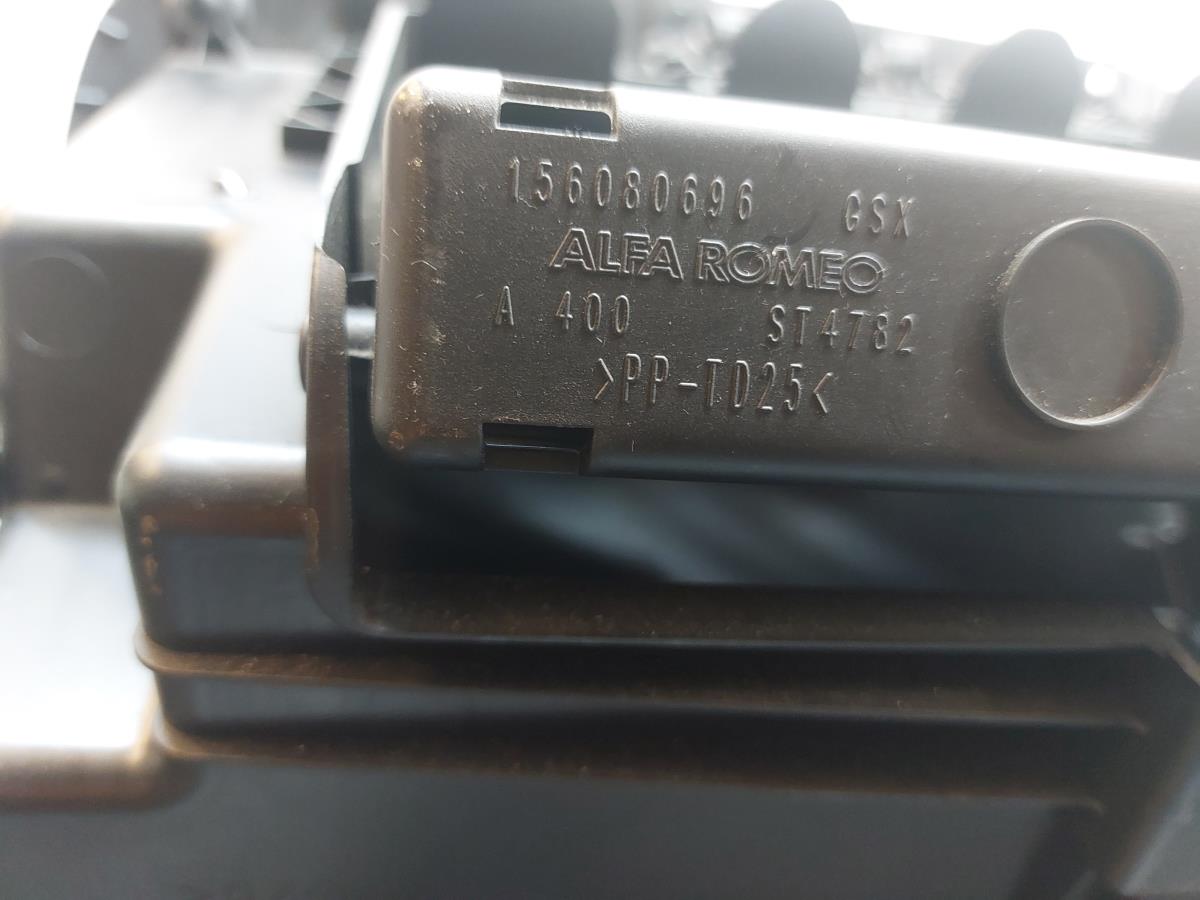 156080696 GSX
ALFA ROMEO
A 400 ST4782
>PP-TD25<